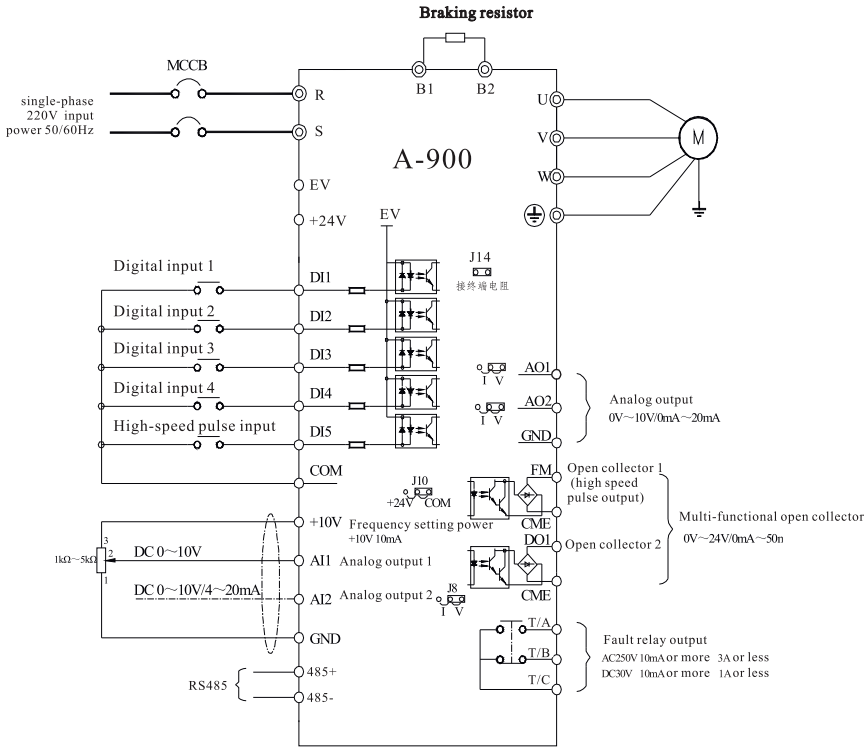 Braking resistor
B1 B2
MCCB
single-phase
220V input
power 50/60Hz
R
S
A-900
U
V
W
M
EV
+24V
EV
J14
接终端电阻
Digital input 1
DI1
Digital input 2
DI2
Digital input 3
DI3
Digital input 4
DI4
High-speed pulse input
DI5
COM
I V
AO1
I V
AO2
GND
Analog output
0V～10V/0mA～20mA
J10
+24V COM
FM
CME
Open collector 1
(high speed
pulse output)
DO1
Open collector 2
CME
Multi-functional open collector
0V～24V/0mA～50n
+10V
Frequency setting power
+10V 10mA
1kΩ～5kΩ
3
2
1
DC 0～10V
AI1
Analog output 1
DC 0～10V/4～20mA
AI2
Analog output 2
J8
I V
GND
RS485
485+
485-
T/A
T/B
T/C
Fault relay output
AC250V 10mA or more 3A or less
DC30V 10mA or more 1A or less